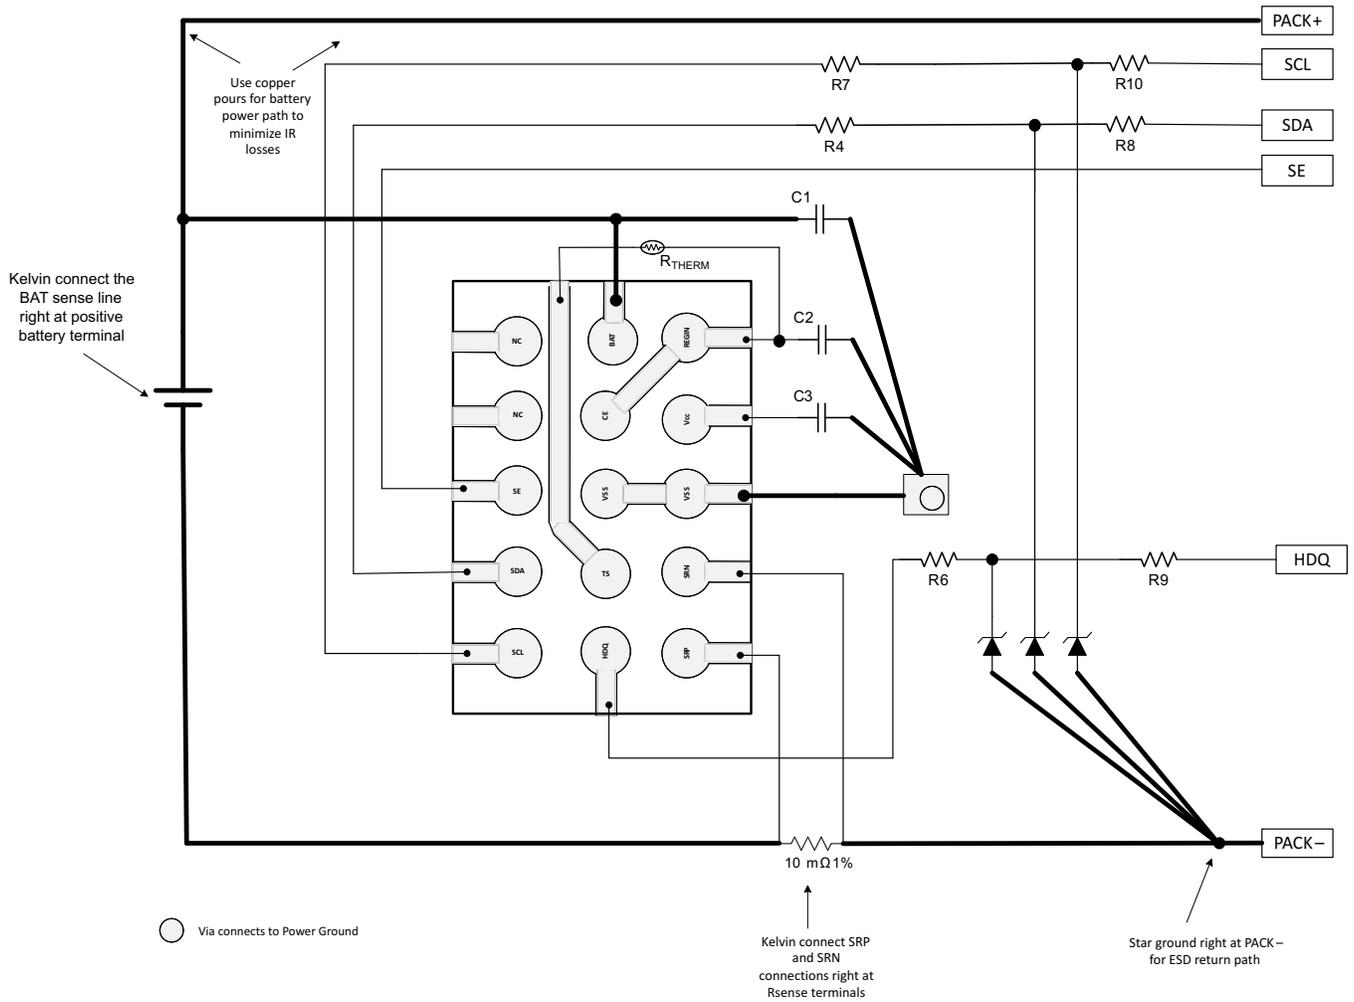 PACK+
SCL
R7
R10
Use copper
pours for battery
power path to
minimize IR
losses
SDA
R4
R8
SE
C1
RTHERM
Kelvin connect the
BAT sense line
right at positive
battery terminal
C2
C3
NC
BAT
REGIN
NC
CE
Vcc
SE
VSS
VSS
SDA
TS
SRN
SCL
HDQ
SRP
R6
R9
HDQ
10 mΩ1%
PACK–
Via connects to Power Ground
Kelvin connect SRP
and SRN
connections right at
Rsense terminals
Star ground right at PACK–
for ESD return path